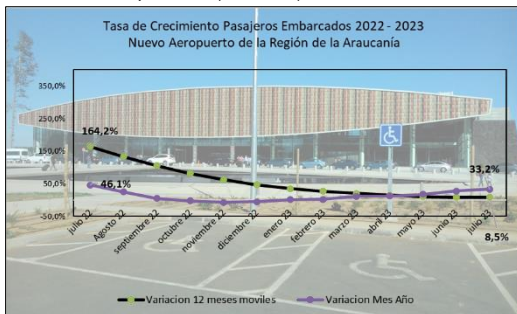 Tasa de Crecimiento Pasajeros Embarcados 2022 - 2023
Nuevo Aeropuerto de la Región de la Araucanía
350,0%
250,0%
150,0%
50,0%
-50,0%
164,2%
46,1%
33,2%
8,5%
julio 22
Agosto 22
septiembre 22
octubre 22
noviembre 22
diciembre 22
enero 23
febrero 23
marzo 23
abril 23
mayo 23
junio 23
julio 23
Variacion 12 meses moviles
Variacion Mes Año